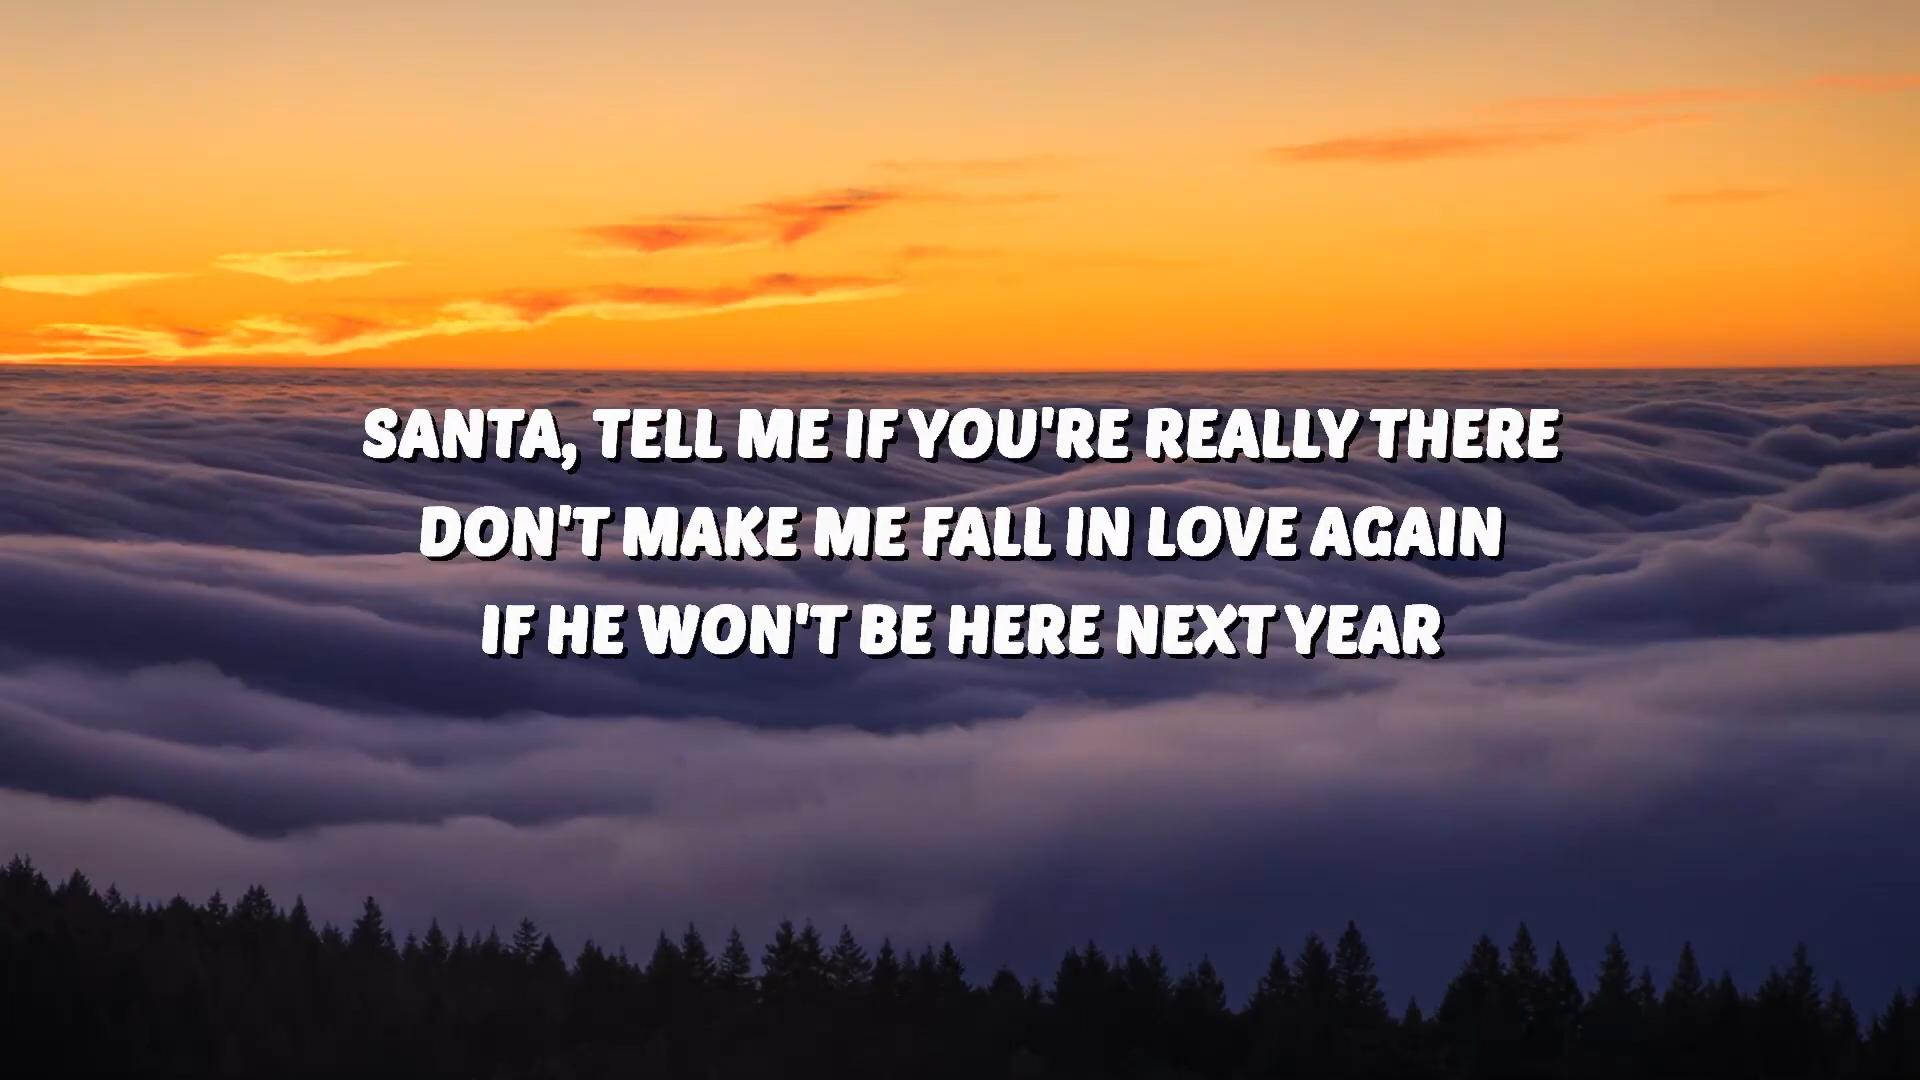 SANTA, TELL ME IF YOU'RE REALLY THERE
DON'T MAKE ME FALL IN LOVE AGAIN
IF HE WON'T BE HERE NEXT YEAR